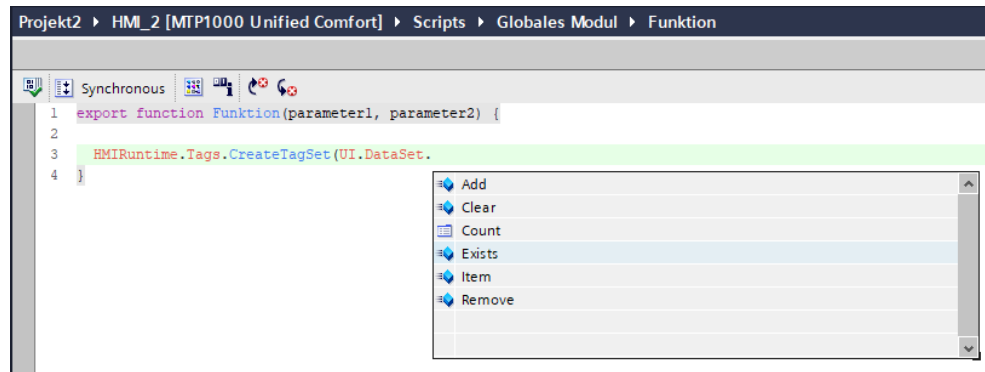 Projekt2 ▸ HMI_2 [MTP1000 Unified Comfort] ▸ Scripts ▸ Globales Modul ▸ Funktion
Synchronous
1 export function Funktion(parameter1, parameter2) {
2
3 HMIRuntime.Tags.CreateTagSet(UI.DataSet.
4 }
Add
Clear
Count
Exists
Item
Remove